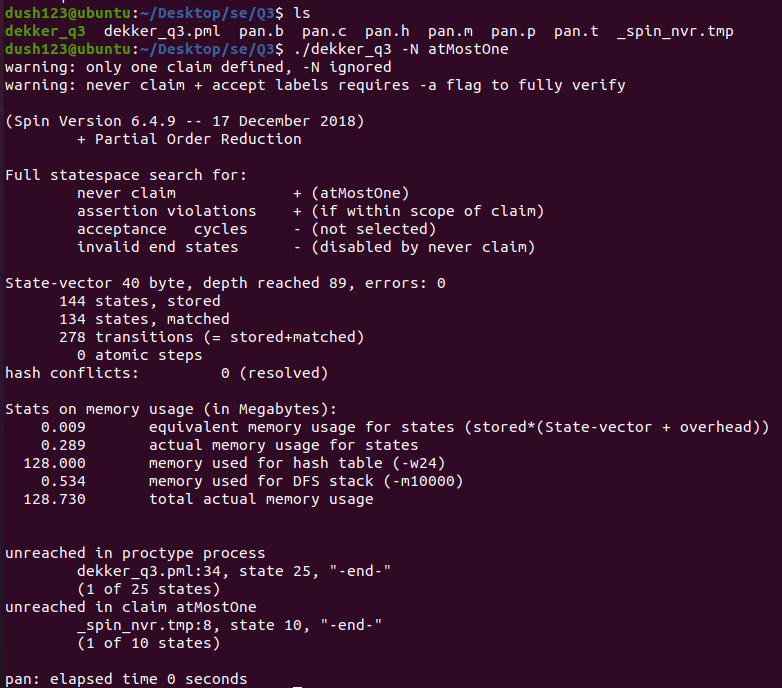 dush123@ubuntu:~/Desktop/se/Q3$ ls
dekker_q3  dekker_q3.pml  pan.b  pan.c  pan.h  pan.m  pan.p  pan.t  _spin_nvr.tmp
dush123@ubuntu:~/Desktop/se/Q3$ ./dekker_q3 -N atMostOne
warning: only one claim defined, -N ignored
warning: never claim + accept labels requires -a flag to fully verify

(Spin Version 6.4.9 -- 17 December 2018)
        + Partial Order Reduction

Full statespace search for:
        never claim             + (atMostOne)
        assertion violations    + (if within scope of claim)
        acceptance   cycles     - (not selected)
        invalid end states      - (disabled by never claim)

State-vector 40 byte, depth reached 89, errors: 0
      144 states, stored
      134 states, matched
      278 transitions (= stored+matched)
        0 atomic steps
hash conflicts:         0 (resolved)

Stats on memory usage (in Megabytes):
    0.009       equivalent memory usage for states (stored*(State-vector + overhead))
    0.289       actual memory usage for states
  128.000       memory used for hash table (-w24)
    0.534       memory used for DFS stack (-m10000)
  128.730       total actual memory usage


unreached in proctype process
        dekker_q3.pml:34, state 25, "-end-"
        (1 of 25 states)
unreached in claim atMostOne
        _spin_nvr.tmp:8, state 10, "-end-"
        (1 of 10 states)

pan: elapsed time 0 seconds